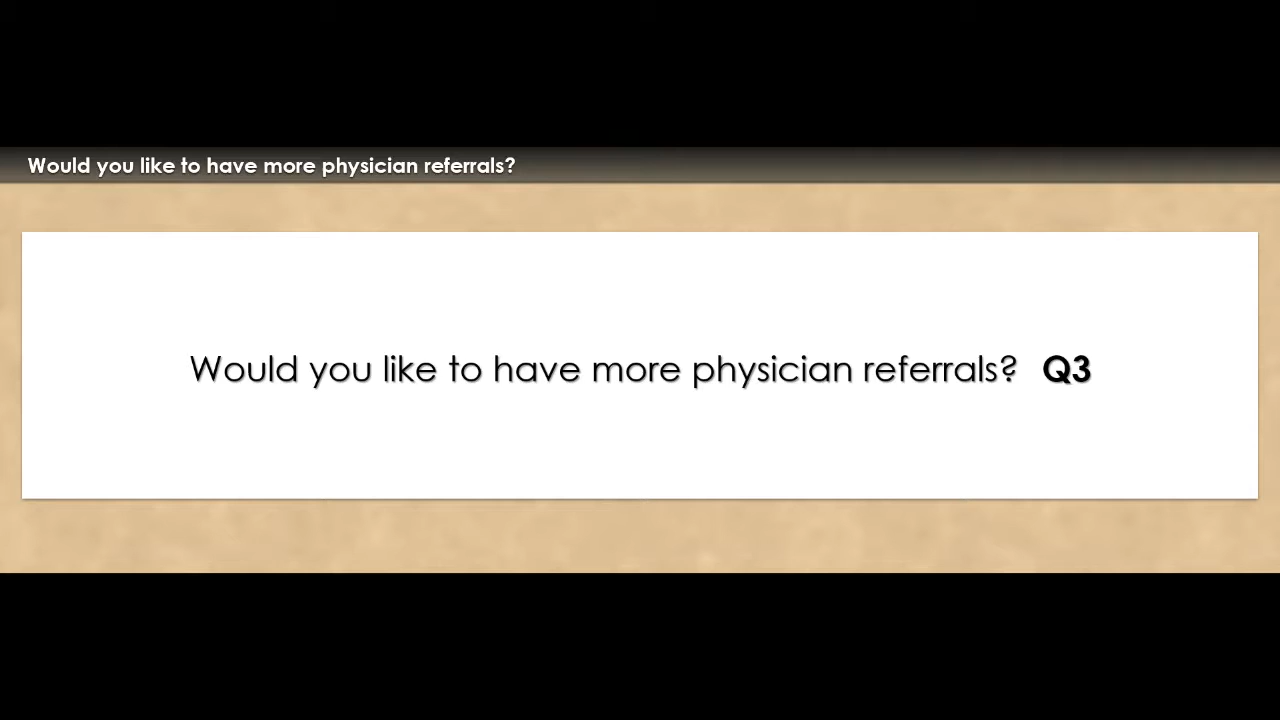 Would you like to have more physician referrals?
Would you like to have more physician referrals? Q3